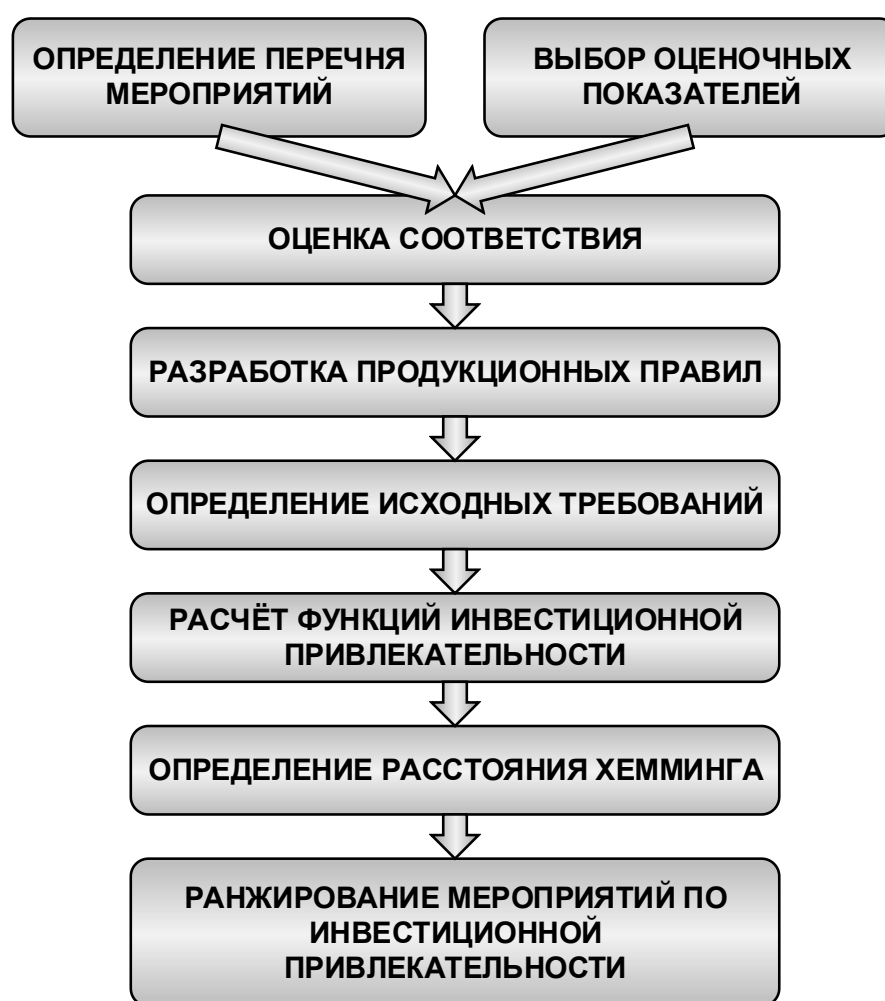 ОПРЕДЕЛЕНИЕ ПЕРЕЧНЯ
МЕРОПРИЯТИЙ
ВЫБОР ОЦЕНОЧНЫХ
ПОКАЗАТЕЛЕЙ
ОЦЕНКА СООТВЕТСТВИЯ
РАЗРАБОТКА ПРОДУКЦИОННЫХ ПРАВИЛ
ОПРЕДЕЛЕНИЕ ИСХОДНЫХ ТРЕБОВАНИЙ
РАСЧЁТ ФУНКЦИЙ ИНВЕСТИЦИОННОЙ
ПРИВЛЕКАТЕЛЬНОСТИ
ОПРЕДЕЛЕНИЕ РАССТОЯНИЯ ХЕММИНГА
РАНЖИРОВАНИЕ МЕРОПРИЯТИЙ ПО
ИНВЕСТИЦИОННОЙ
ПРИВЛЕКАТЕЛЬНОСТИ